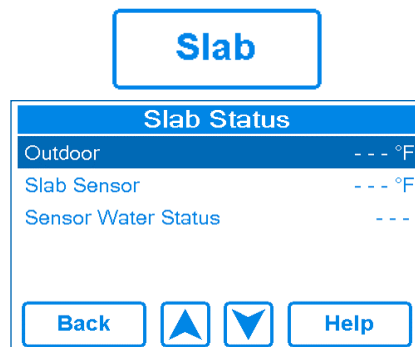 Slab
Slab Status
Outdoor - - - °F
Slab Sensor - - - °F
Sensor Water Status - - -
Back Help